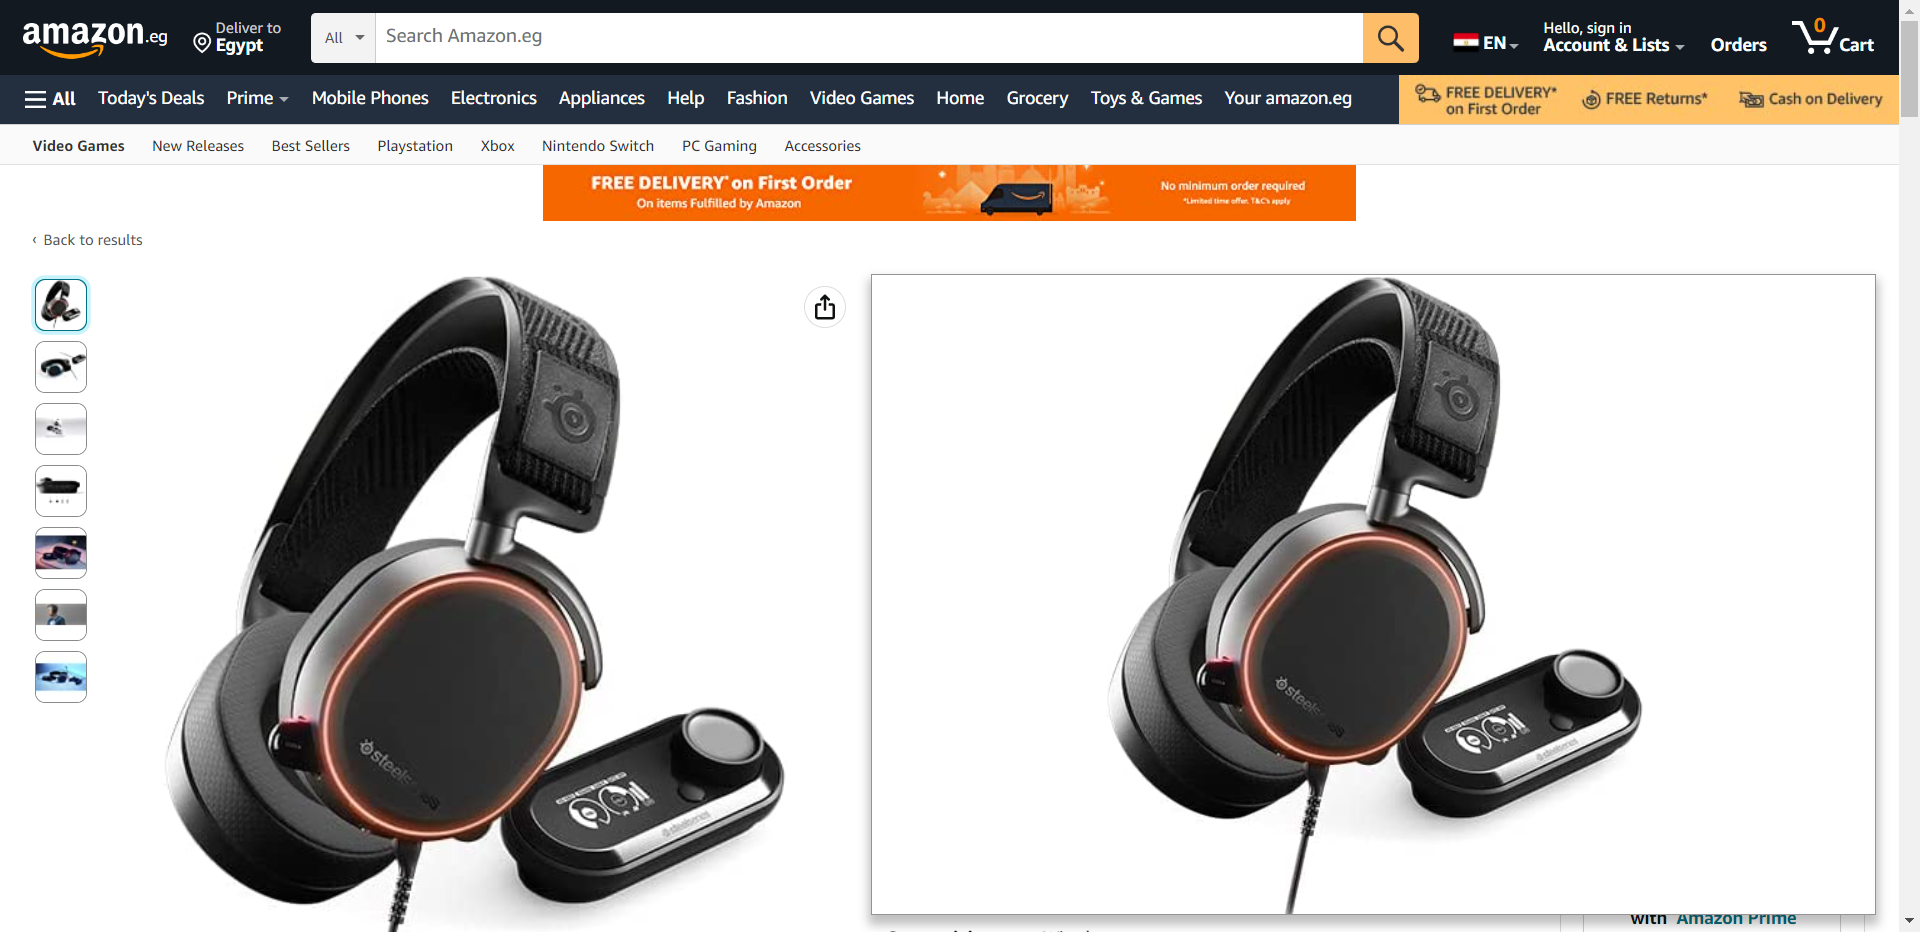 amazon.eg
Deliver to
Egypt
All
Search Amazon.eg
EN
Hello, sign in
Account & Lists
Orders
0
Cart
All
Today's Deals
Prime
Mobile Phones
Electronics
Appliances
Help
Fashion
Video Games
Home
Grocery
Toys & Games
Your amazon.eg
FREE DELIVERY*
on First Order
FREE Returns*
Cash on Delivery
Video Games
New Releases
Best Sellers
Playstation
Xbox
Nintendo Switch
PC Gaming
Accessories
FREE DELIVERY* on First Order
On items Fulfilled by Amazon
No minimum order required
*Limited time offer. T&C's apply
‹ Back to results
with Amazon Prime